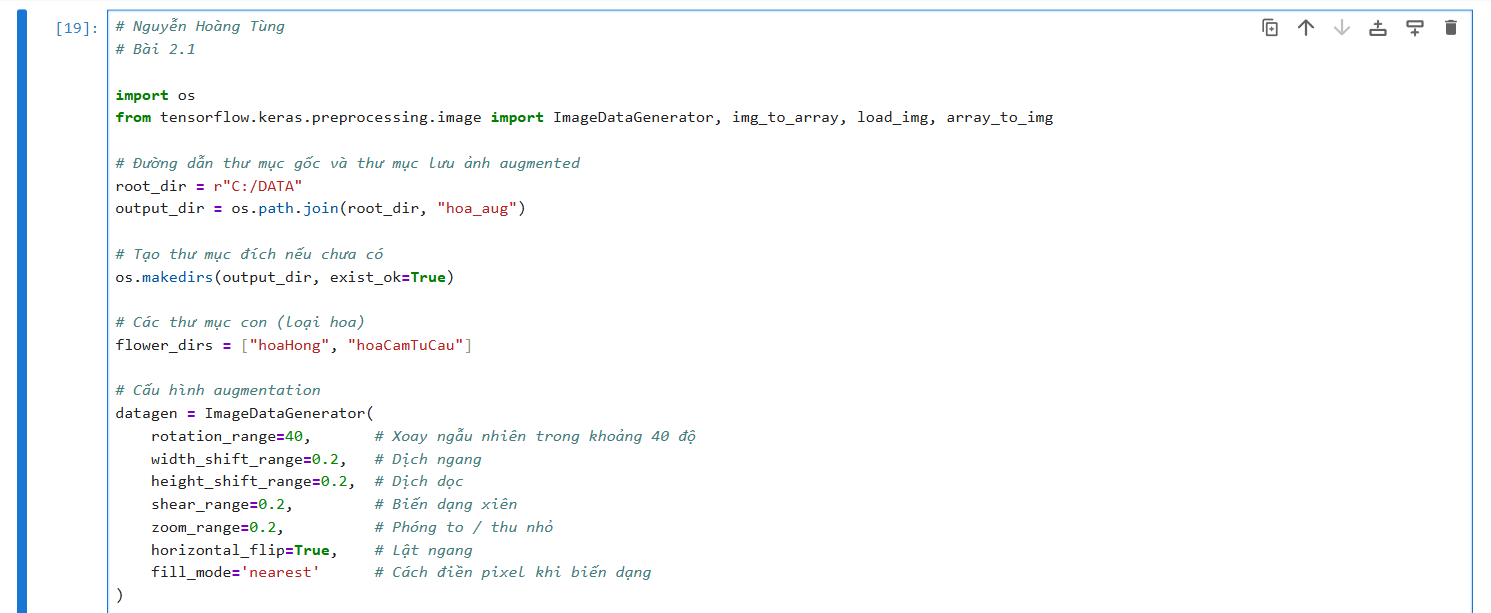 [19]:
# Nguyễn Hoàng Tùng
# Bài 2.1
import os
from tensorflow.keras.preprocessing.image import ImageDataGenerator, img_to_array, load_img, array_to_img
# Đường dẫn thư mục gốc và thư mục lưu ảnh augmented
root_dir = r"C:/DATA"
output_dir = os.path.join(root_dir, "hoa_aug")
# Tạo thư mục đích nếu chưa có
os.makedirs(output_dir, exist_ok=True)
# Các thư mục con (loại hoa)
flower_dirs = ["hoaHong", "hoaCamTuCau"]
# Cấu hình augmentation
datagen = ImageDataGenerator(
    rotation_range=40,       # Xoay ngẫu nhiên trong khoảng 40 độ
    width_shift_range=0.2,   # Dịch ngang
    height_shift_range=0.2,  # Dịch dọc
    shear_range=0.2,         # Biến dạng xiên
    zoom_range=0.2,          # Phóng to / thu nhỏ
    horizontal_flip=True,    # Lật ngang
    fill_mode='nearest'      # Cách điền pixel khi biến dạng
)